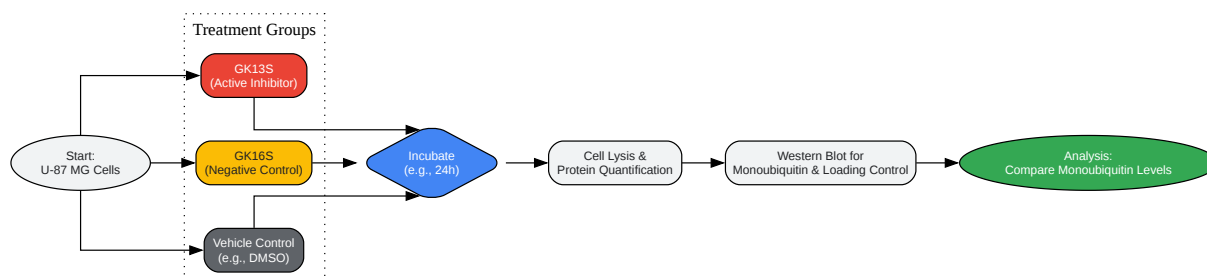 Treatment Groups
GK13S
(Active Inhibitor)
Start:
U-87 MG Cells
GK16S
(Negative Control)
Vehicle Control
(e.g., DMSO)
Incubate
(e.g., 24h)
Cell Lysis &
Protein Quantification
Western Blot for
Monoubiquitin & Loading Control
Analysis:
Compare Monoubiquitin Levels